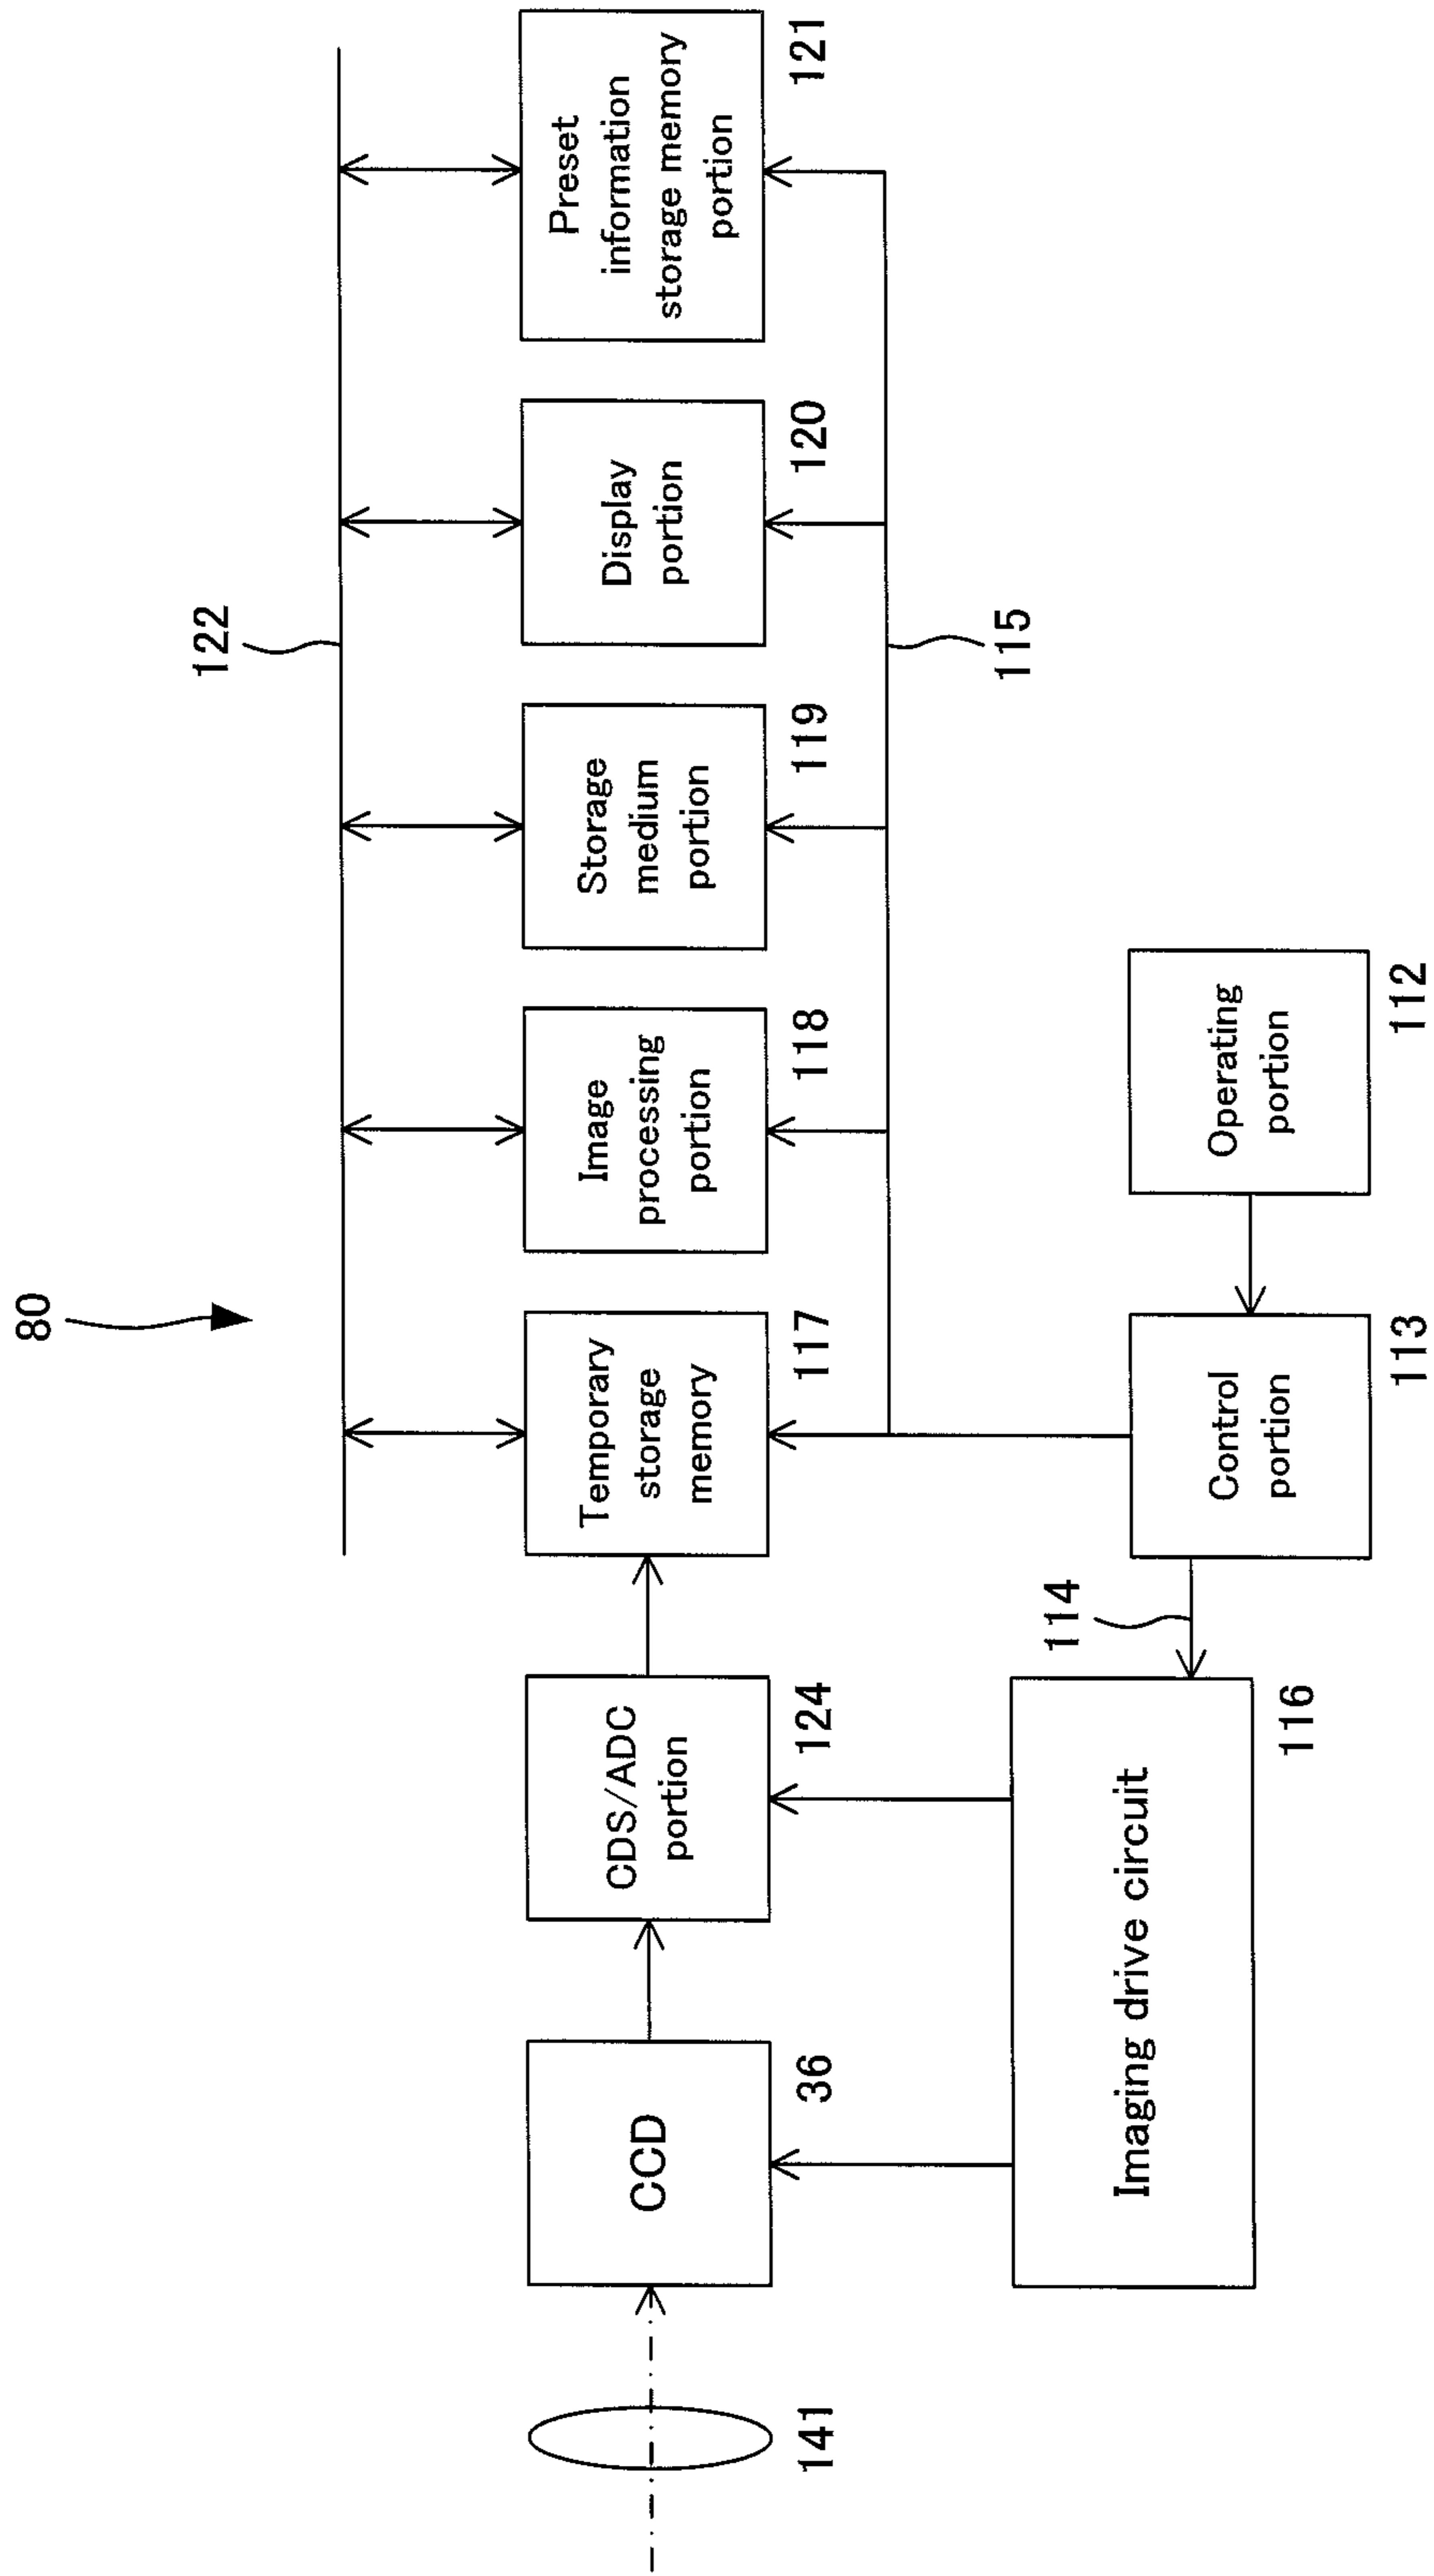 80
122
Temporary
storage
memory
117
Image
processing
portion
118
Storage
medium
portion
119
Display
portion
120
Preset
information
storage memory
portion
121
CCD
36
CDS/ADC
portion
124
141
115
114
Imaging drive circuit
116
Control
portion
113
Operating
portion
112